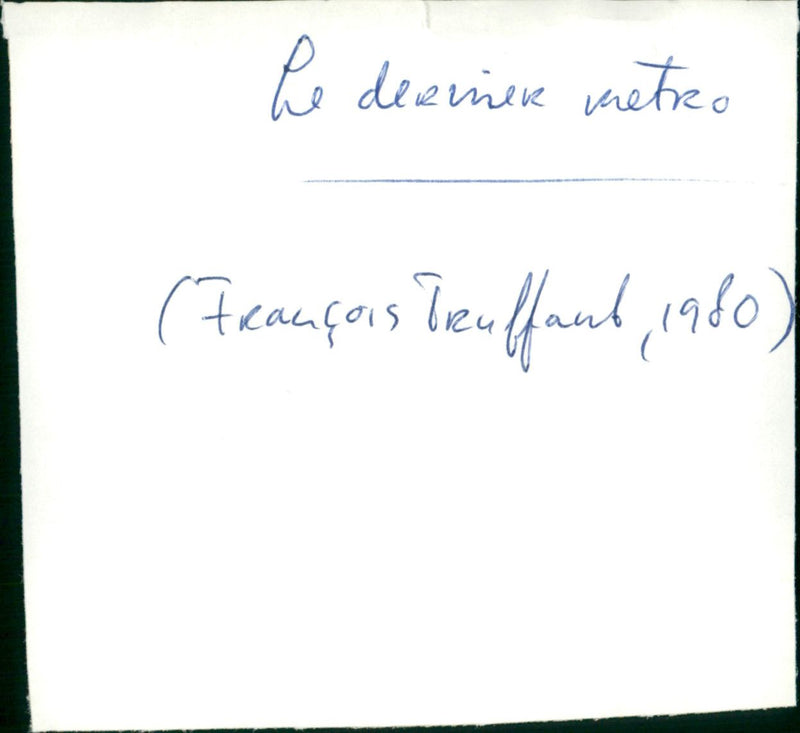 Le dernier metro
(François Truffaut, 1980)